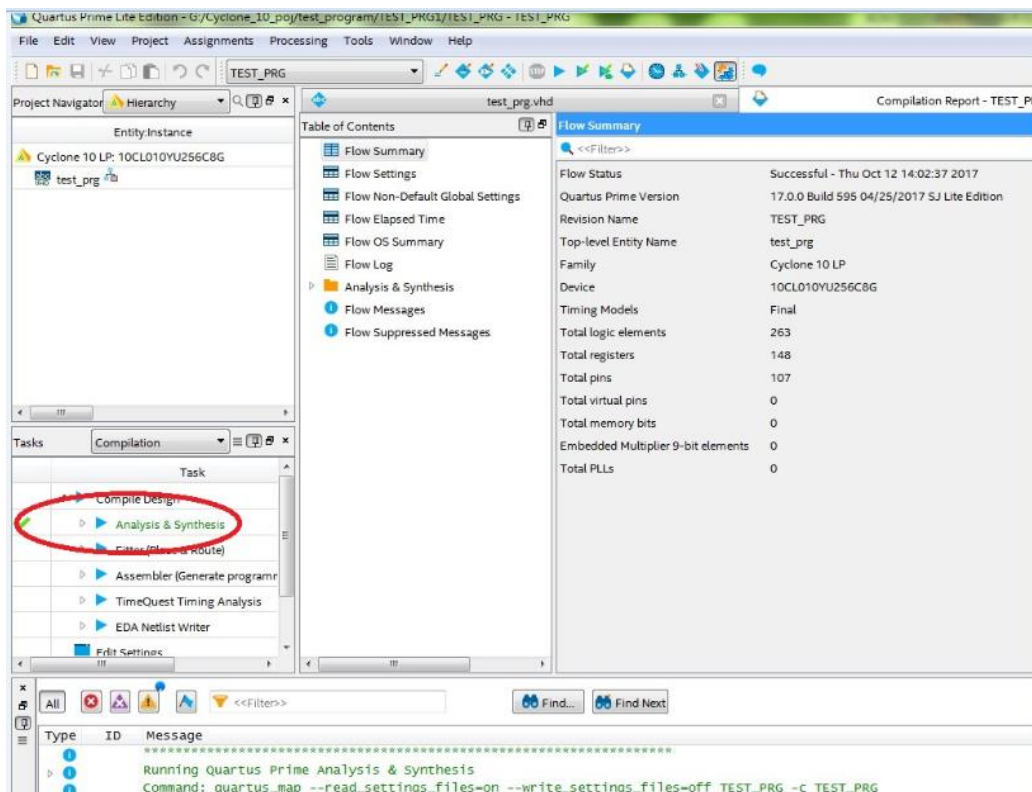 Quartus Prime Lite Edition - G:/Cyclone_10_poj/test_program/TEST_PRG1/TEST_PRG - TEST_PRG
File Edit View Project Assignments Processing Tools Window Help
TEST_PRG
Project Navigator Hierarchy
Entity:Instance
Cyclone 10 LP: 10CL010YU256C8G
test_prg
test_prg.vhd
Compilation Report - TEST_P
Table of Contents
Flow Summary
Flow Settings
Flow Non-Default Global Settings
Flow Elapsed Time
Flow OS Summary
Flow Log
Analysis & Synthesis
Flow Messages
Flow Suppressed Messages
Flow Summary
<<Filter>>
Flow Status Successful - Thu Oct 12 14:02:37 2017
Quartus Prime Version 17.0.0 Build 595 04/25/2017 SJ Lite Edition
Revision Name TEST_PRG
Top-level Entity Name test_prg
Family Cyclone 10 LP
Device 10CL010YU256C8G
Timing Models Final
Total logic elements 263
Total registers 148
Total pins 107
Total virtual pins 0
Total memory bits 0
Embedded Multiplier 9-bit elements 0
Total PLLs 0
Tasks Compilation
Task
Compile Design
Analysis & Synthesis
Fitter (Place & Route)
Assembler (Generate programr
TimeQuest Timing Analysis
EDA Netlist Writer
Edit Settings
All <<Filter>> Find... Find Next
Type ID Message
*******************************************************************
Running Quartus Prime Analysis & Synthesis
Command: quartus_map --read_settings_files=on --write_settings_files=off TEST_PRG -c TEST_PRG